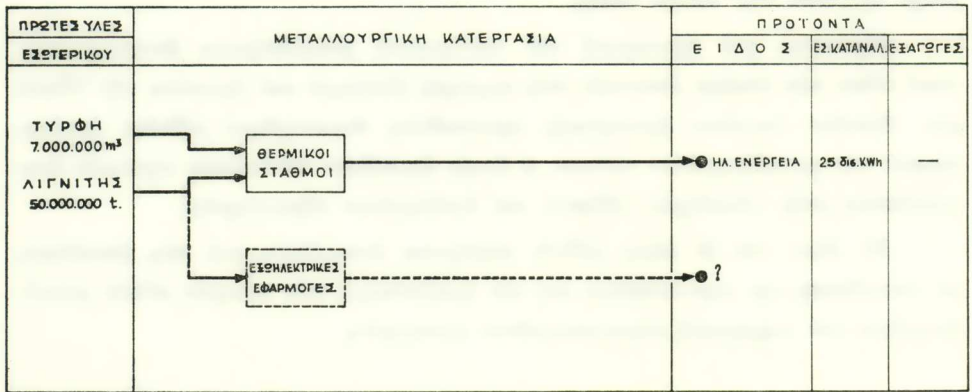 ΠΡΩΤΕΣ ΥΛΕΣ
ΕΣΩΤΕΡΙΚΟΥ
ΜΕΤΑΛΛΟΥΡΓΙΚΗ ΚΑΤΕΡΓΑΣΙΑ
ΠΡΟΪΟΝΤΑ
ΕΙΔΟΣ
ΕΣ.ΚΑΤΑΝΑΛ.
ΕΞΑΓΩΓΕΣ
ΤΥΡΦΗ
7.000.000 m³
ΛΙΓΝΙΤΗΣ
50.000.000 t.
ΘΕΡΜΙΚΟΙ
ΣΤΑΘΜΟΙ
ΗΛ. ΕΝΕΡΓΕΙΑ
25 δις.KWh
—
ΕΞΩΗΛΕΚΤΡΙΚΕΣ
ΕΦΑΡΜΟΓΕΣ
?